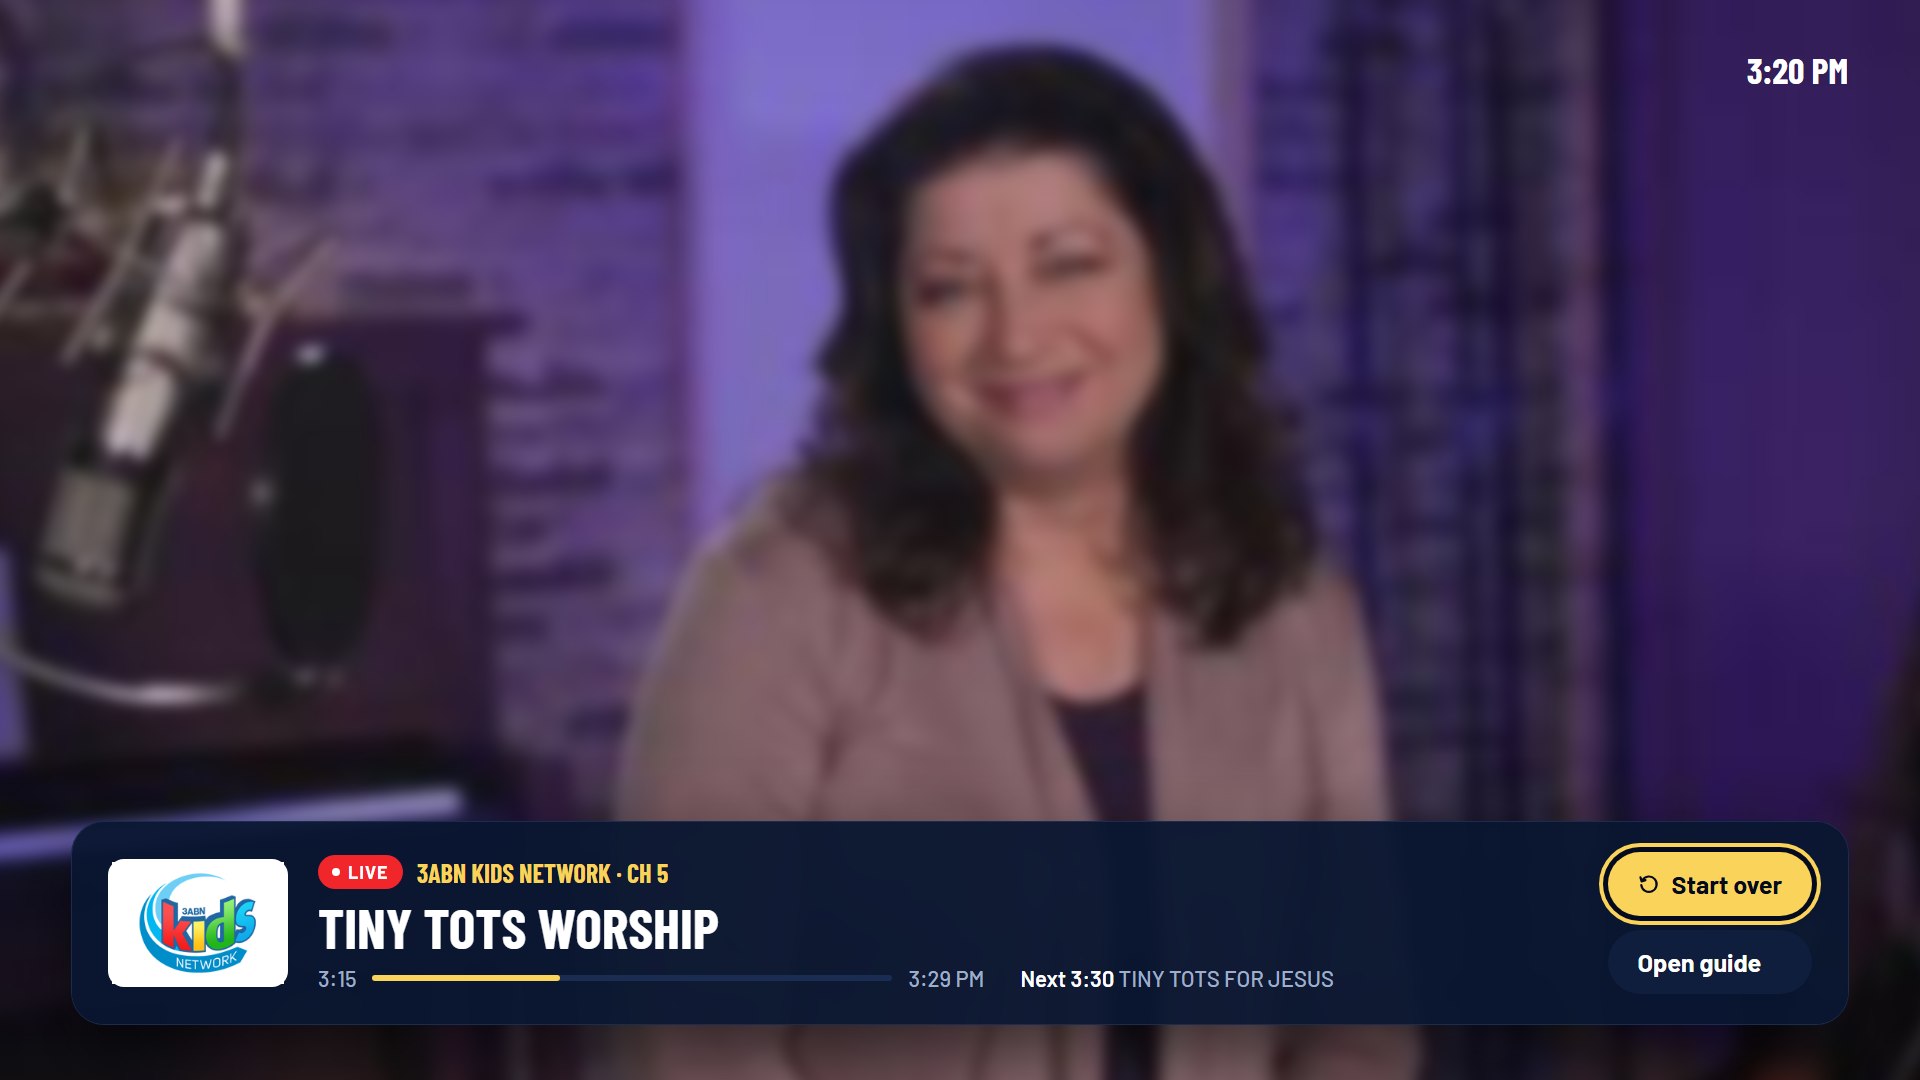 3:20 PM
LIVE
3ABN KIDS NETWORK · CH 5
TINY TOTS WORSHIP
3:15
3:29 PM
Next 3:30 TINY TOTS FOR JESUS
3ABN
kids
NETWORK
Start over
Open guide